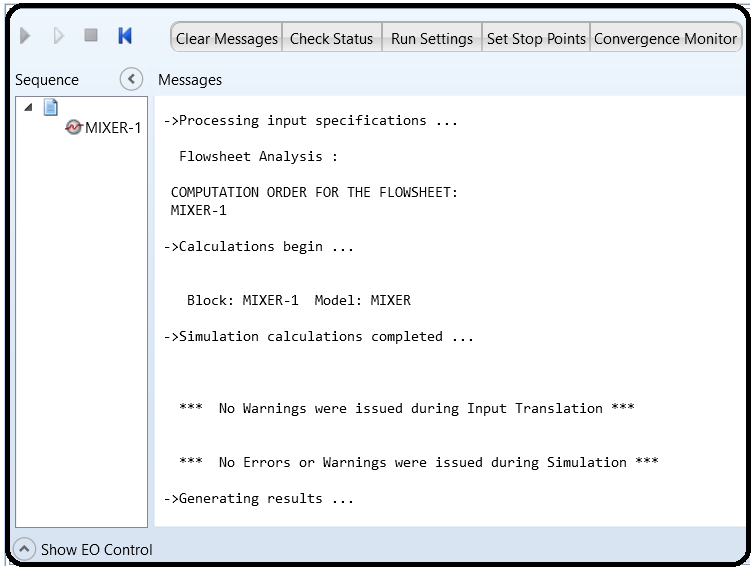 Clear Messages Check Status Run Settings Set Stop Points Convergence Monitor
Sequence Messages
MIXER-1
->Processing input specifications ...
Flowsheet Analysis :
COMPUTATION ORDER FOR THE FLOWSHEET:
MIXER-1
->Calculations begin ...
Block: MIXER-1 Model: MIXER
->Simulation calculations completed ...
*** No Warnings were issued during Input Translation ***
*** No Errors or Warnings were issued during Simulation ***
->Generating results ...
Show EO Control